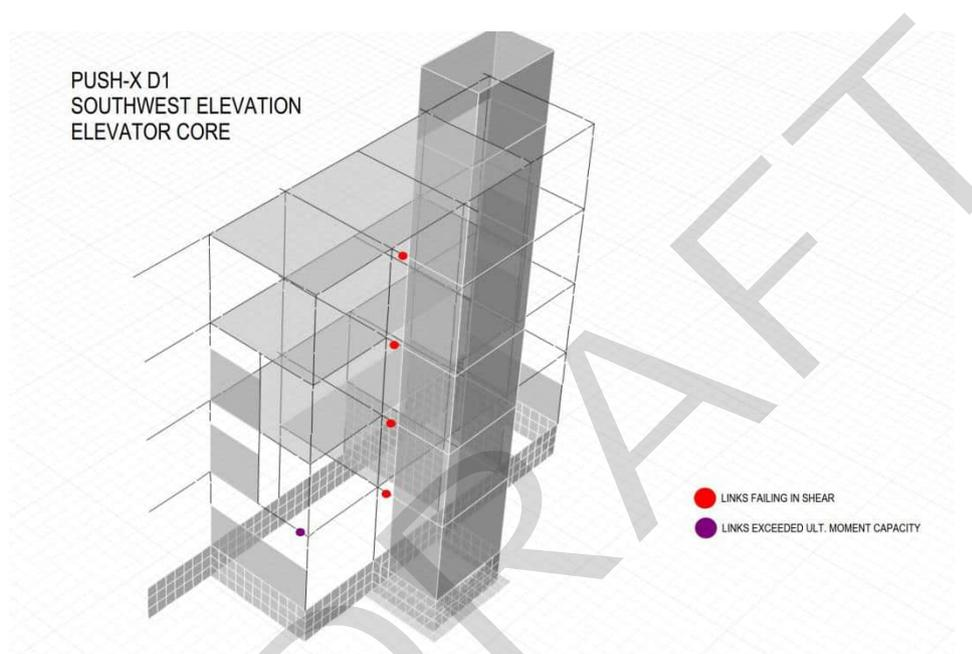 PUSH-X D1
SOUTHWEST ELEVATION
ELEVATOR CORE
LINKS FAILING IN SHEAR
LINKS EXCEEDED ULT. MOMENT CAPACITY
DRAFT